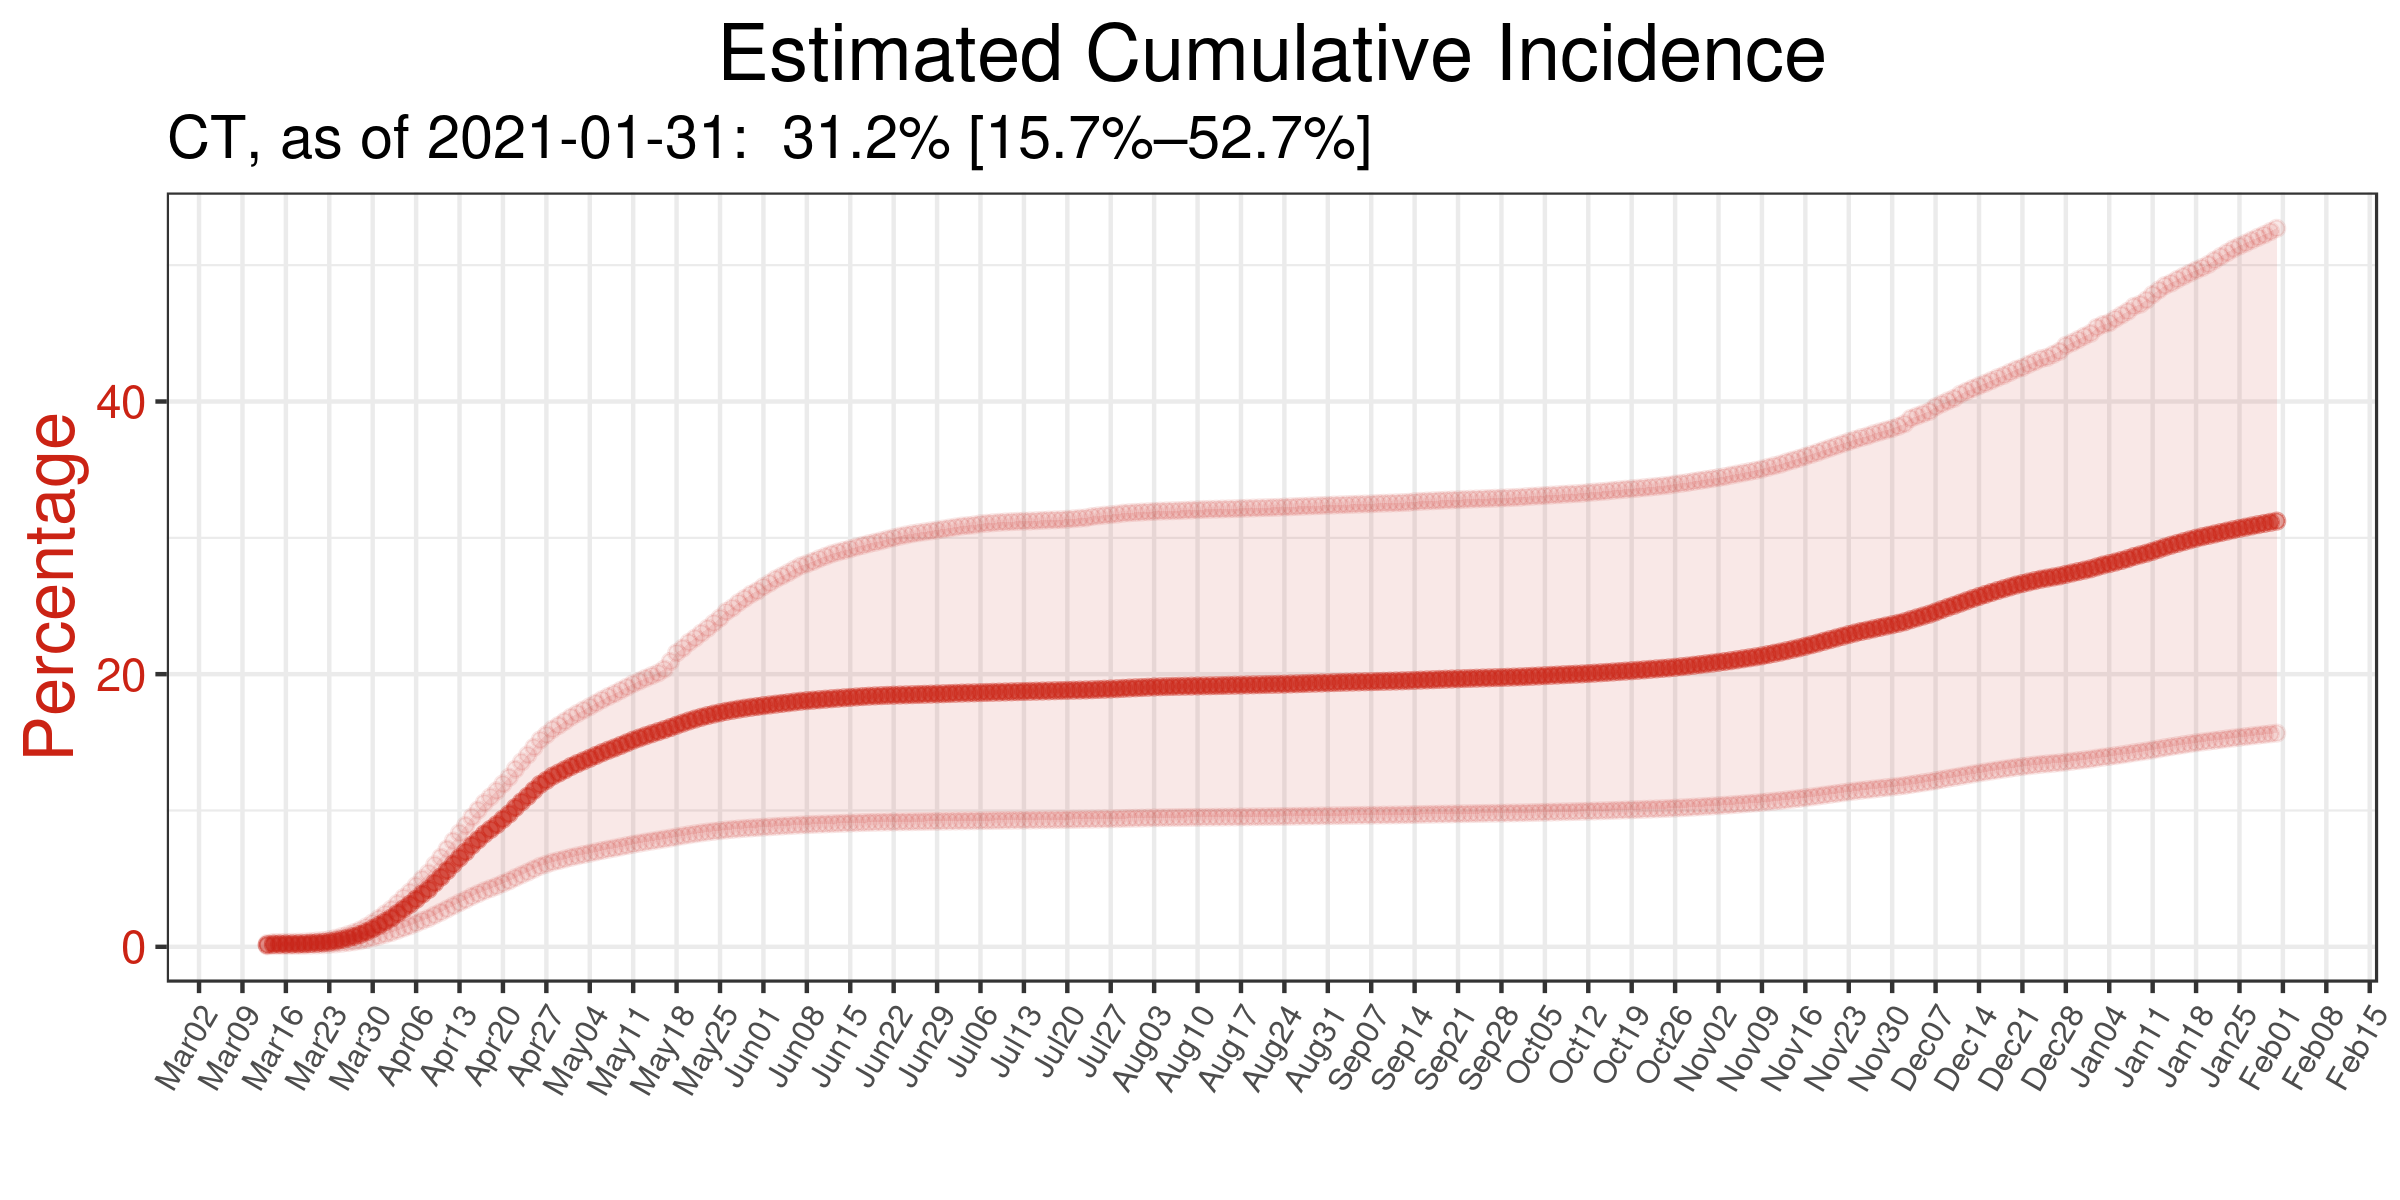 Estimated Cumulative Incidence
CT, as of 2021-01-31:  31.2% [15.7%–52.7%]
Percentage
40
20
0
Mar02 Mar09 Mar16 Mar23 Mar30 Apr06 Apr13 Apr20 Apr27 May04 May11 May18 May25 Jun01 Jun08 Jun15 Jun22 Jun29 Jul06 Jul13 Jul20 Jul27 Aug03 Aug10 Aug17 Aug24 Aug31 Sep07 Sep14 Sep21 Sep28 Oct05 Oct12 Oct19 Oct26 Nov02 Nov09 Nov16 Nov23 Nov30 Dec07 Dec14 Dec21 Dec28 Jan04 Jan11 Jan18 Jan25 Feb01 Feb08 Feb15